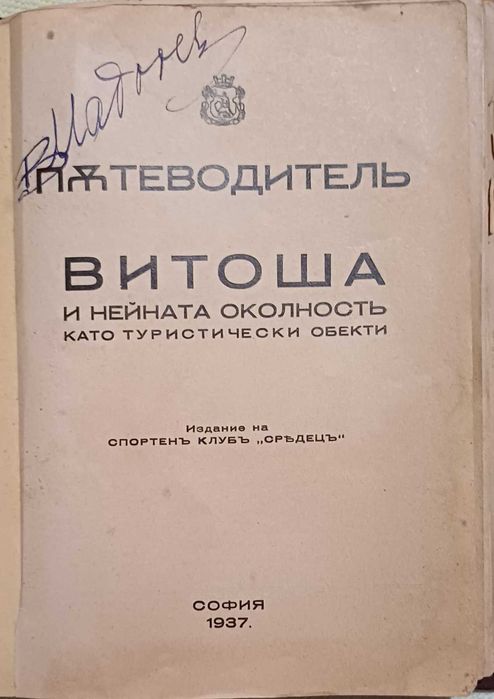 ПѪТЕВОДИТЕЛЬ
ВИТОША
И НЕЙНАТА ОКОЛНОСТЬ
КАТО ТУРИСТИЧЕСКИ ОБЕКТИ
Издание на
СПОРТЕНЪ КЛУБЪ „СРѢДЕЦЪ“
СОФИЯ
1937.